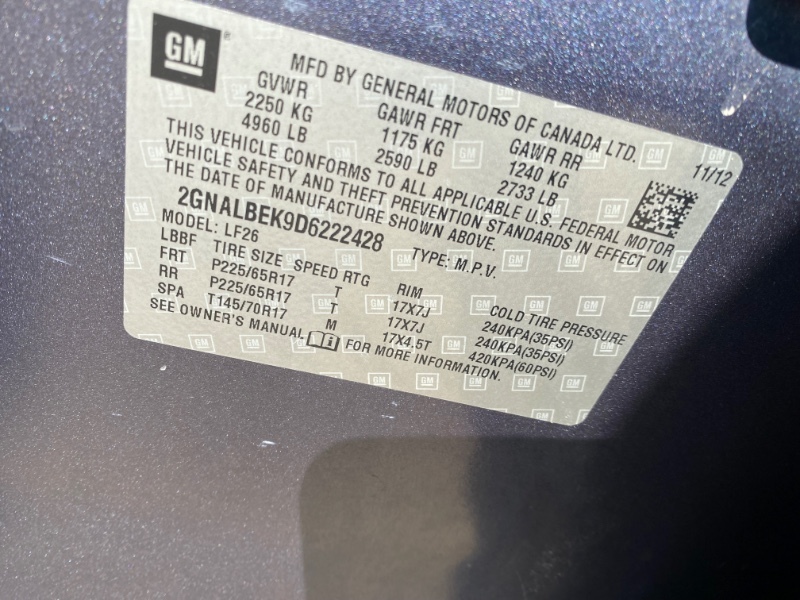 GM
MFD BY GENERAL MOTORS OF CANADA LTD.
GVWR GAWR FRT GAWR RR 11/12
2250 KG 1175 KG 1240 KG
4960 LB 2590 LB 2733 LB
THIS VEHICLE CONFORMS TO ALL APPLICABLE U.S. FEDERAL MOTOR
VEHICLE SAFETY AND THEFT PREVENTION STANDARDS IN EFFECT ON
THE DATE OF MANUFACTURE SHOWN ABOVE.
2GNALBEK9D6222428 TYPE: M.P.V.
MODEL: LF26
LBBF TIRE SIZE SPEED RTG RIM COLD TIRE PRESSURE
FRT P225/65R17 T 17X7J 240KPA(35PSI)
RR P225/65R17 T 17X7J 240KPA(35PSI)
SPA T145/70R17 M 17X4.5T 420KPA(60PSI)
SEE OWNER'S MANUAL FOR MORE INFORMATION.